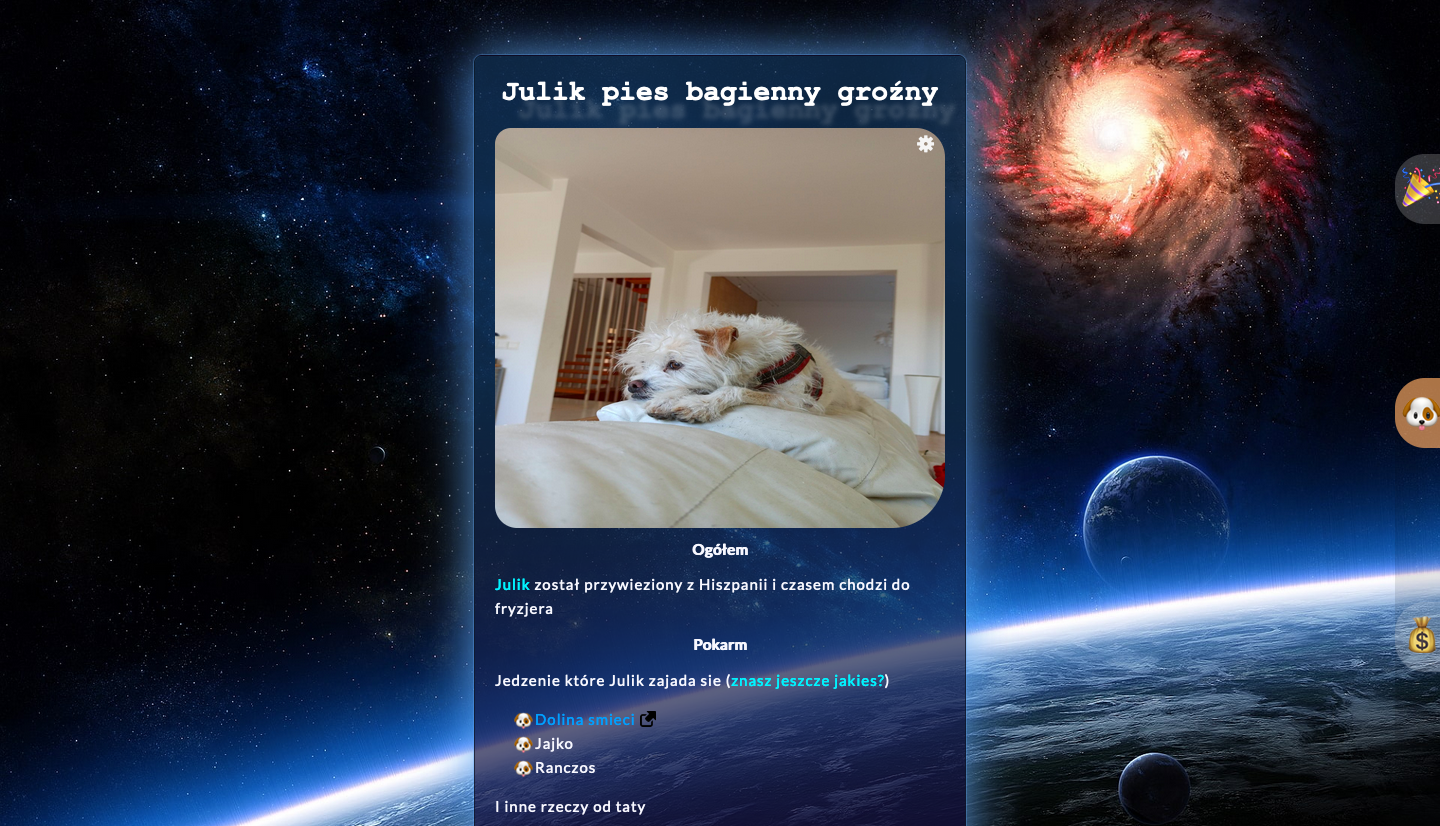 Julik pies bagienny groźny
Ogółem
Julik został przywieziony z Hiszpanii i czasem chodzi do
fryzjera
Pokarm
Jedzenie które Julik zajada sie (znasz jeszcze jakies?)
Dolina smieci
Jajko
Ranczos
I inne rzeczy od taty